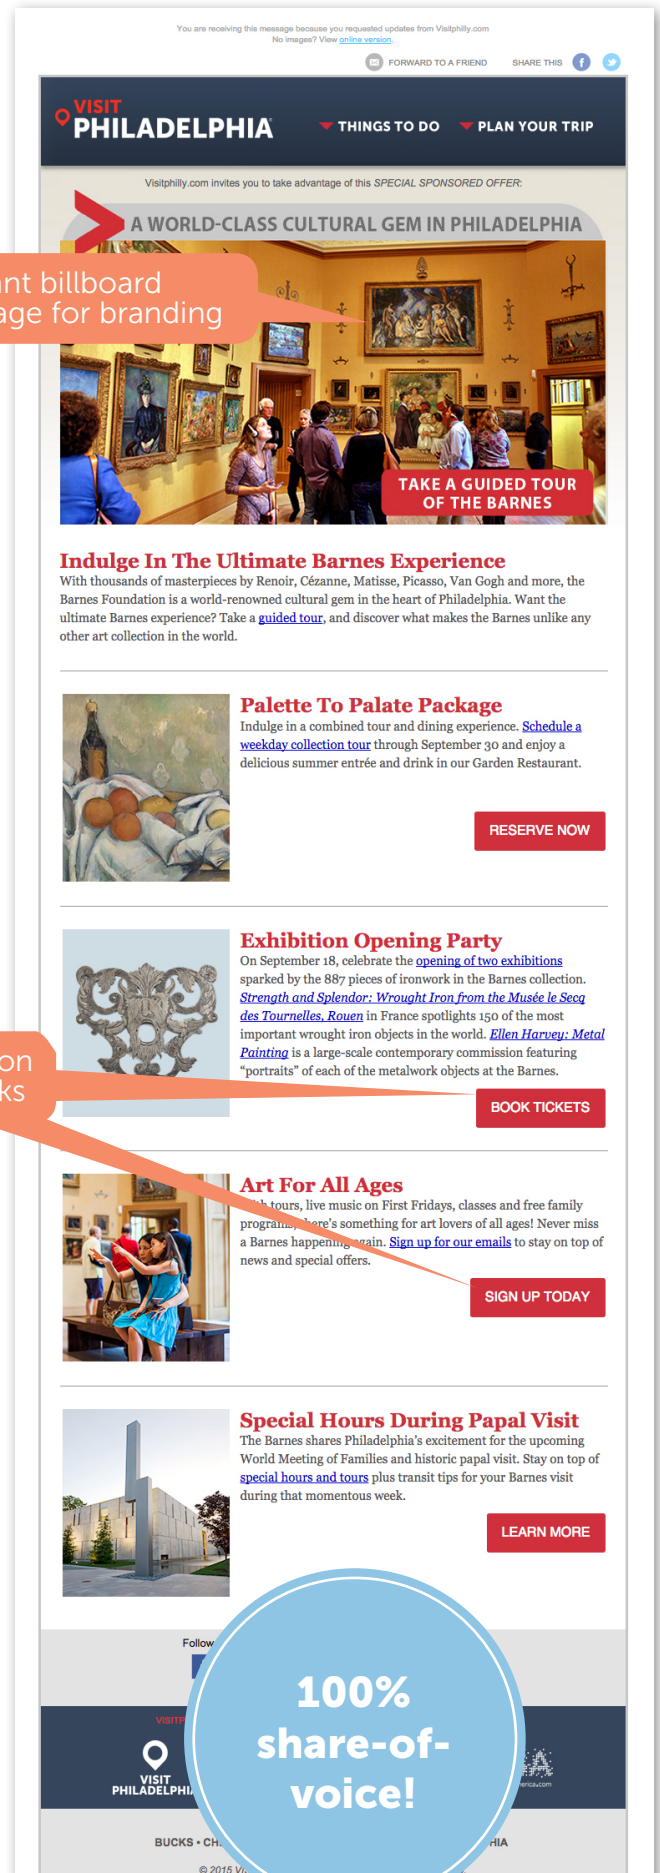 You are receiving this message because you requested updates from Visitphilly.com
No images? View online version.
FORWARD TO A FRIEND SHARE THIS
VISIT
PHILADELPHIA
THINGS TO DO PLAN YOUR TRIP
Visitphilly.com invites you to take advantage of this SPECIAL SPONSORED OFFER:
A WORLD-CLASS CULTURAL GEM IN PHILADELPHIA
billboard
for branding
TAKE A GUIDED TOUR
OF THE BARNES
Indulge In The Ultimate Barnes Experience
With thousands of masterpieces by Renoir, Cézanne, Matisse, Picasso, Van Gogh and more, the
Barnes Foundation is a world-renowned cultural gem in the heart of Philadelphia. Want the
ultimate Barnes experience? Take a guided tour, and discover what makes the Barnes unlike any
other art collection in the world.
Palette To Palate Package
Indulge in a combined tour and dining experience. Schedule a
weekday collection tour through September 30 and enjoy a
delicious summer entrée and drink in our Garden Restaurant.
RESERVE NOW
Exhibition Opening Party
On September 18, celebrate the opening of two exhibitions
sparked by the 887 pieces of ironwork in the Barnes collection.
Strength and Splendor: Wrought Iron from the Musée le Secq
des Tournelles, Rouen in France spotlights 150 of the most
important wrought iron objects in the world. Ellen Harvey: Metal
Painting is a large-scale contemporary commission featuring
“portraits” of each of the metalwork objects at the Barnes.
BOOK TICKETS
Art For All Ages
tours, live music on First Fridays, classes and free family
programs, there’s something for art lovers of all ages! Never miss
a Barnes happening again. Sign up for our emails to stay on top of
news and special offers.
SIGN UP TODAY
Special Hours During Papal Visit
The Barnes shares Philadelphia’s excitement for the upcoming
World Meeting of Families and historic papal visit. Stay on top of
special hours and tours plus transit tips for your Barnes visit
during that momentous week.
LEARN MORE
Follow
100%
share-of-
voice!
VISIT
PHILADELPHIA
BUCKS •
© 2015